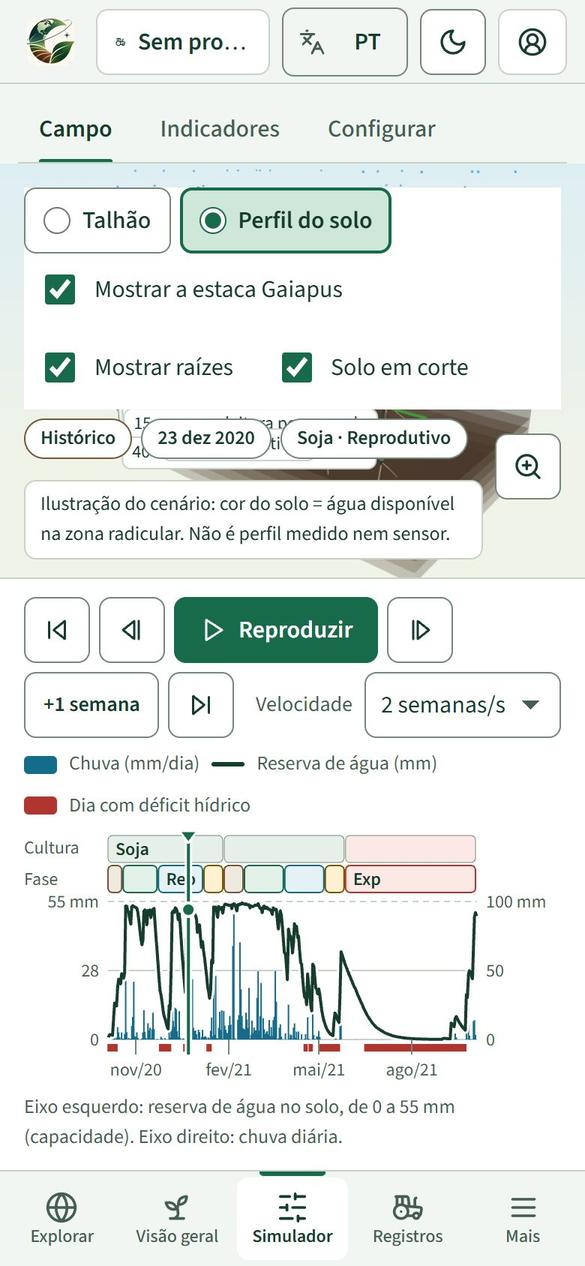 Sem pro…
PT
Campo
Indicadores
Configurar
Talhão
Perfil do solo
Mostrar a estaca Gaiapus
Mostrar raízes
Solo em corte
15
40
Histórico
23 dez 2020
Soja · Reprodutivo
Ilustração do cenário: cor do solo = água disponível
na zona radicular. Não é perfil medido nem sensor.
Reproduzir
+1 semana
Velocidade
2 semanas/s
Chuva (mm/dia)
Reserva de água (mm)
Dia com déficit hídrico
Cultura
Soja
Fase
Rep
Exp
55 mm
100 mm
28
50
0
0
nov/20
fev/21
mai/21
ago/21
Eixo esquerdo: reserva de água no solo, de 0 a 55 mm
(capacidade). Eixo direito: chuva diária.
Explorar
Visão geral
Simulador
Registros
Mais